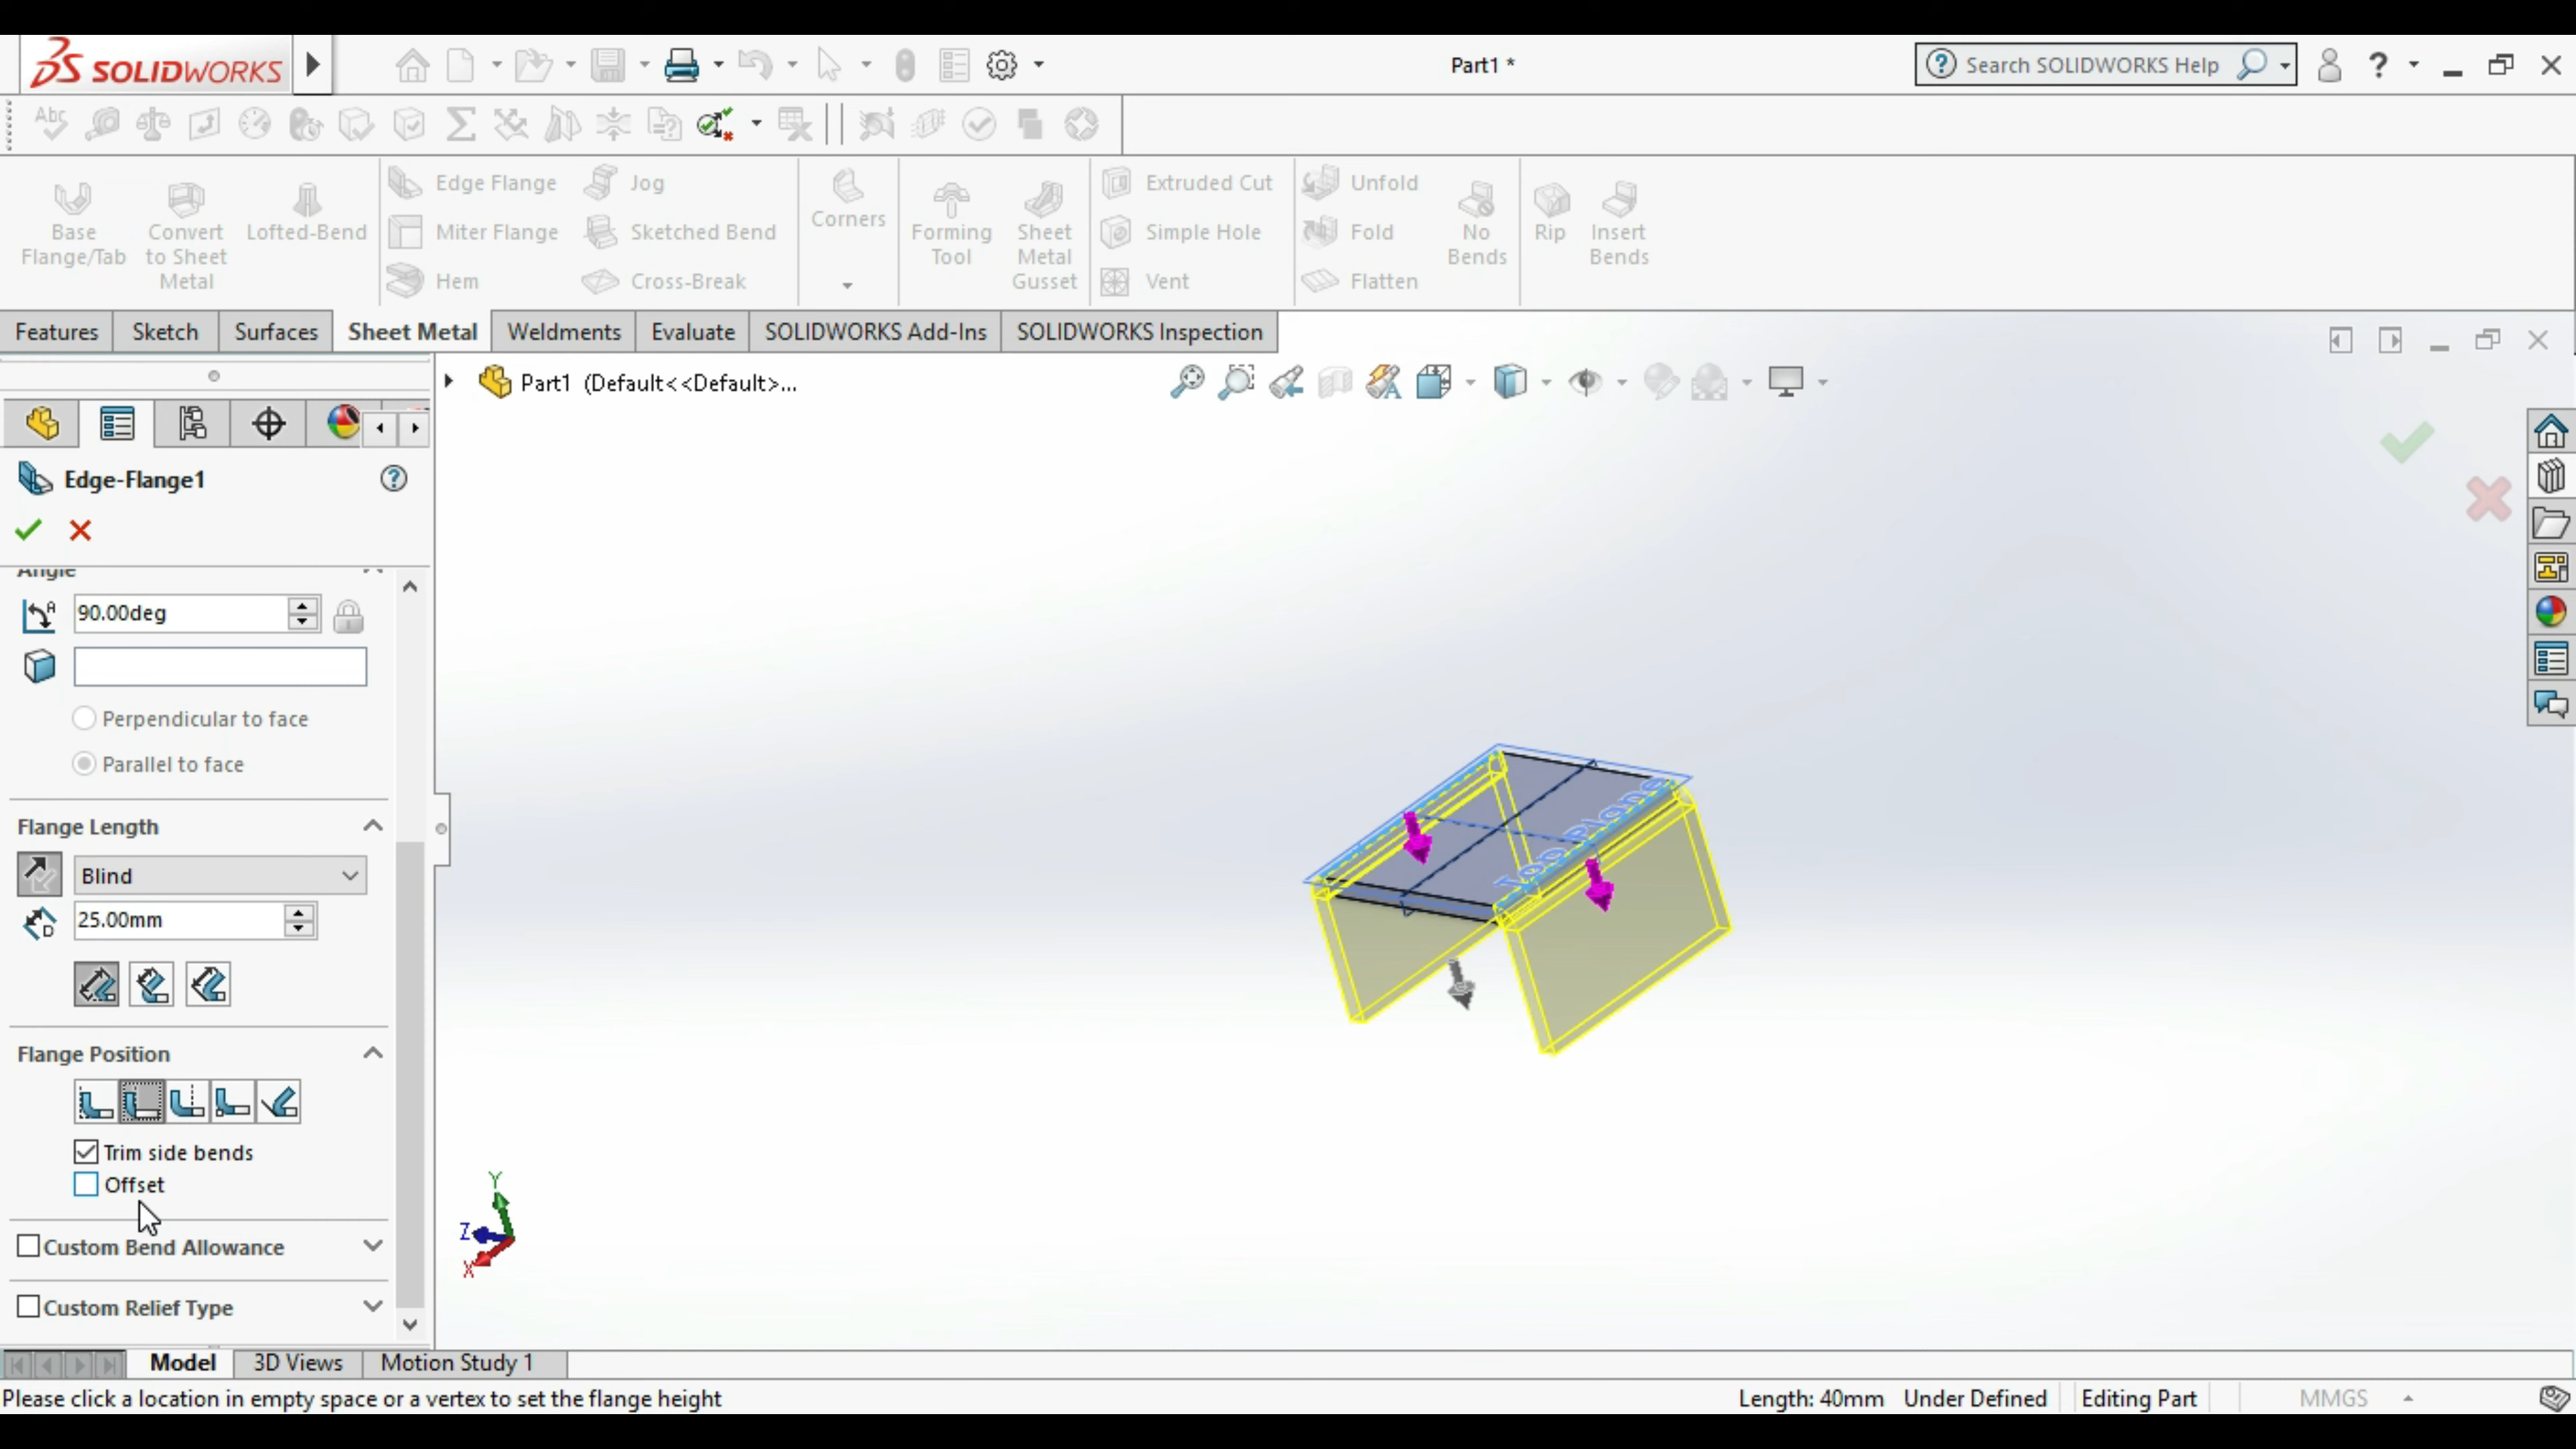 SOLIDWORKS
Part1 *
Search SOLIDWORKS Help
Abc
Base Flange/Tab
Convert to Sheet Metal
Lofted-Bend
Edge Flange
Miter Flange
Hem
Jog
Sketched Bend
Cross-Break
Corners
Forming Tool
Sheet Metal Gusset
Extruded Cut
Simple Hole
Vent
Unfold
Fold
Flatten
No Bends
Rip
Insert Bends
Features
Sketch
Surfaces
Sheet Metal
Weldments
Evaluate
SOLIDWORKS Add-Ins
SOLIDWORKS Inspection
Part1 (Default<<Default>...
Edge-Flange1
Angle
90.00deg
Perpendicular to face
Parallel to face
Flange Length
Blind
25.00mm
Flange Position
Trim side bends
Offset
Custom Bend Allowance
Custom Relief Type
Top Plane
Y
Z
X
Model
3D Views
Motion Study 1
Please click a location in empty space or a vertex to set the flange height
Length: 40mm
Under Defined
Editing Part
MMGS